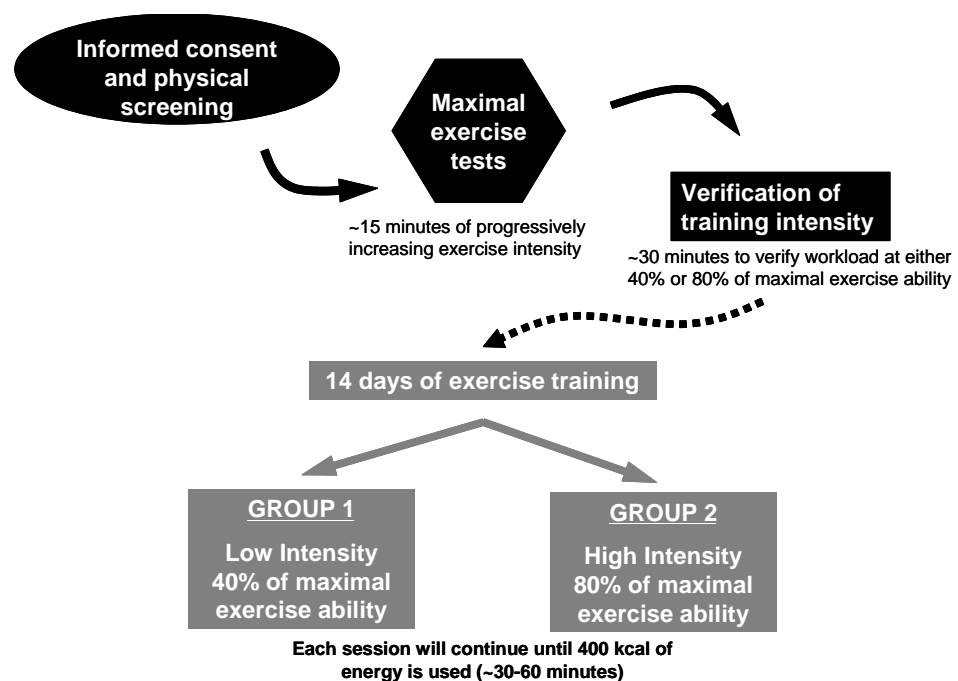 Informed consent
and physical
screening
Maximal
exercise
tests
~15 minutes of progressively
increasing exercise intensity
Verification of
training intensity
~30 minutes to verify workload at either
40% or 80% of maximal exercise ability
14 days of exercise training
GROUP 1
Low Intensity
40% of maximal
exercise ability
GROUP 2
High Intensity
80% of maximal
exercise ability
Each session will continue until 400 kcal of
energy is used (~30-60 minutes)